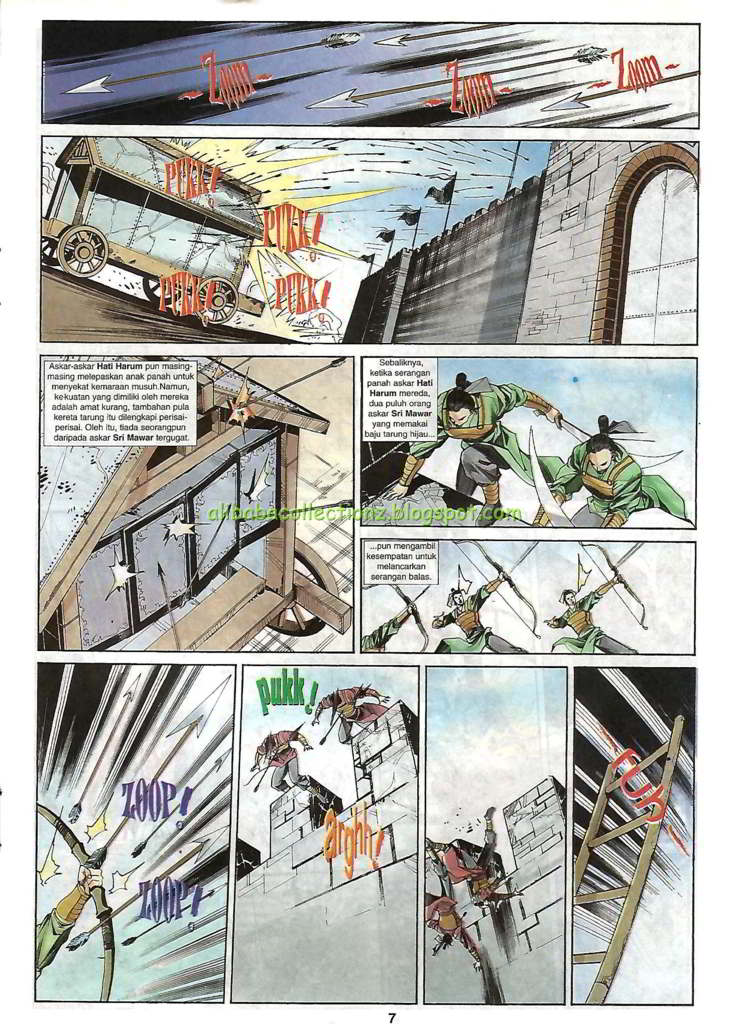 Zoom
Zoom
Zoom
PUKK!
PUKK!
PUKK!
PUKK!
Askar-askar Hati Harum pun masing-
masing melepaskan anak panah untuk
menyekat kemaraan musuh.Namun,
kekuatan yang dimiliki oleh mereka
adalah amat kurang, tambahan pula
kereta tarung itu dilengkapi perisai-
perisai. Oleh itu, tiada seorangpun
daripada askar Sri Mawar tergugat.
Sebaliknya,
ketika serangan
panah askar Hati
Harum mereda,
dua puluh orang
askar Sri Mawar
yang memakai
baju tarung hijau...
alibabacollectionz.blogspot.com
...pun mengambil
kesempatan untuk
melancarkan
serangan balas.
ZOOP!
ZOOP!
pukk!
Arghh!
TUP
7